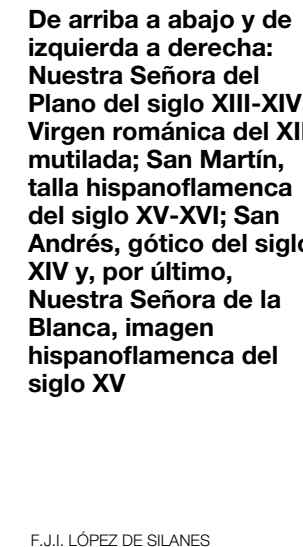 De arriba a abajo y de
izquierda a derecha:
Nuestra Señora del
Plano del siglo XIII-XIV
Virgen románica del
mutilada; San Martín,
talla hispanoflamenca
del siglo XV-XVI; San
Andrés, gótico del siglo
XIV y, por último,
Nuestra Señora de la
Blanca, imagen
hispanoflamenca del
siglo XV
F.J.I. LÓPEZ DE SILANES